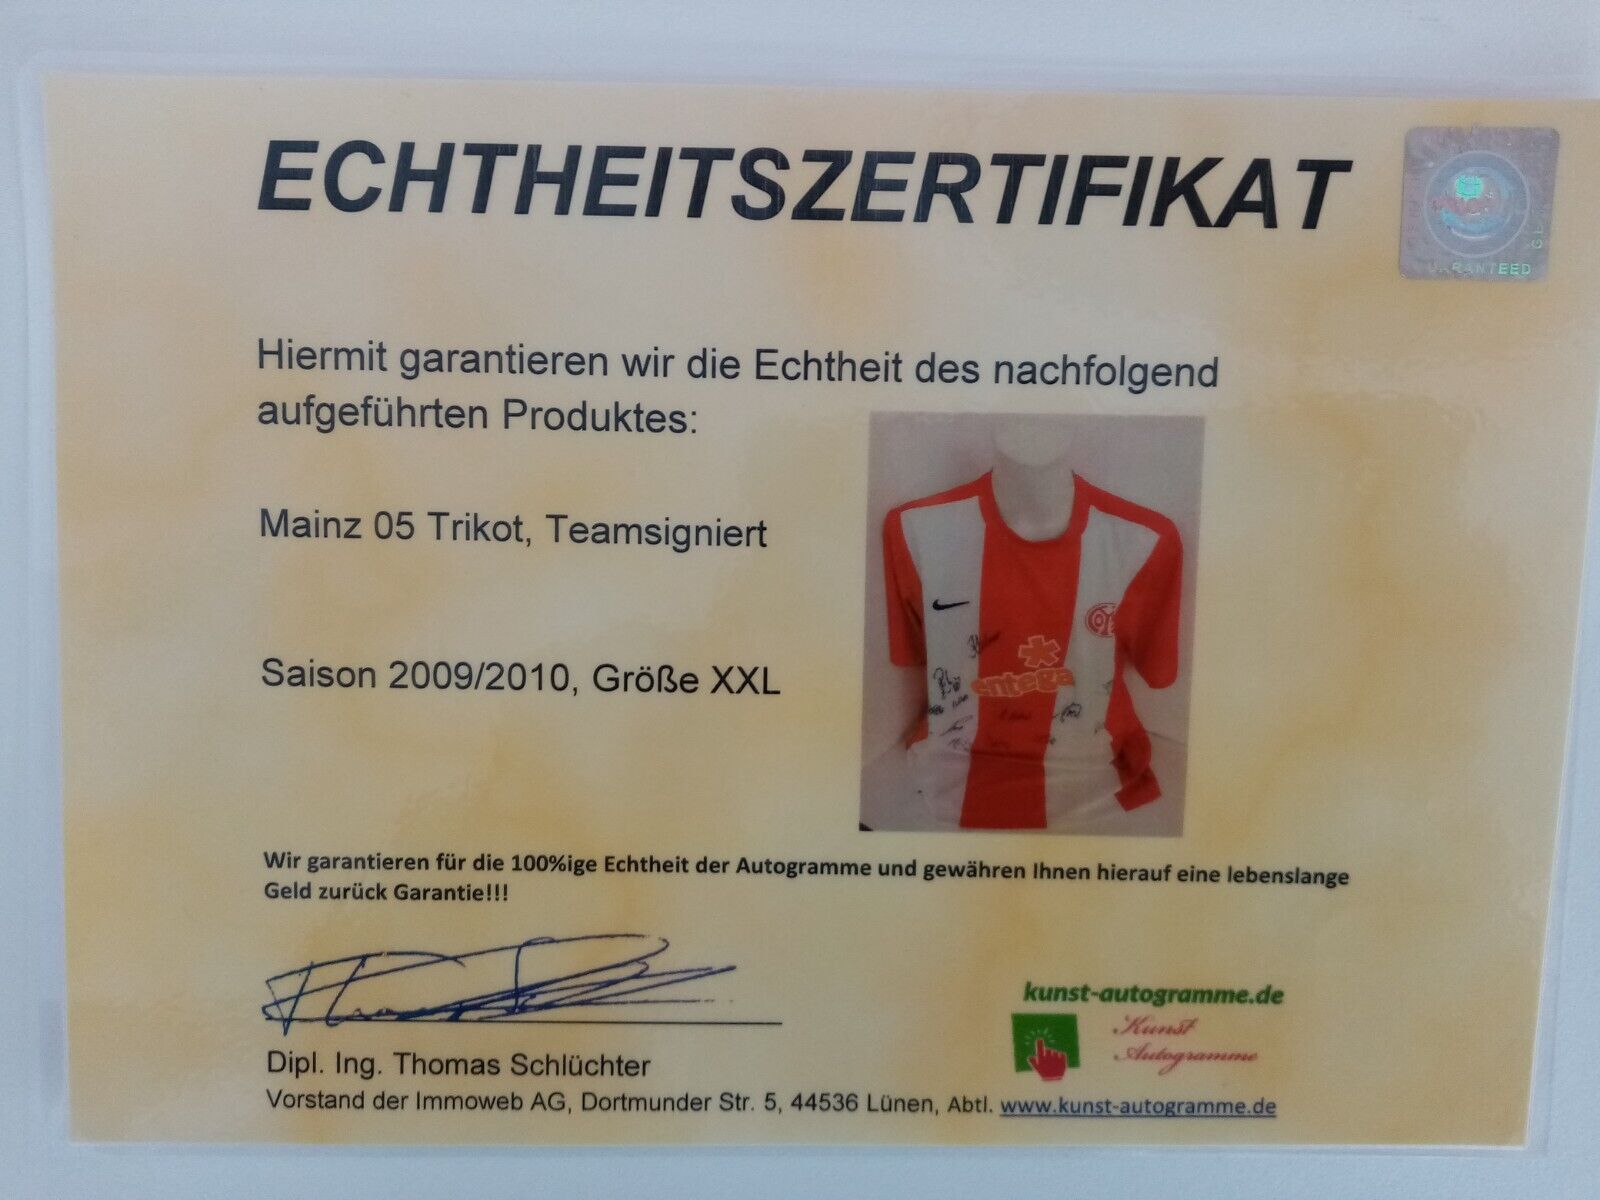 ECHTHEITSZERTIFIKAT
GUARANTEED
Hiermit garantieren wir die Echtheit des nachfolgend
aufgeführten Produktes:
Mainz 05 Trikot, Teamsigniert
entega
Saison 2009/2010, Größe XXL
Wir garantieren für die 100%ige Echtheit der Autogramme und gewähren Ihnen hierauf eine lebenslange
Geld zurück Garantie!!!
kunst-autogramme.de
Kunst
Autogramme
Dipl. Ing. Thomas Schlüchter
Vorstand der Immoweb AG, Dortmunder Str. 5, 44536 Lünen, Abtl. www.kunst-autogramme.de